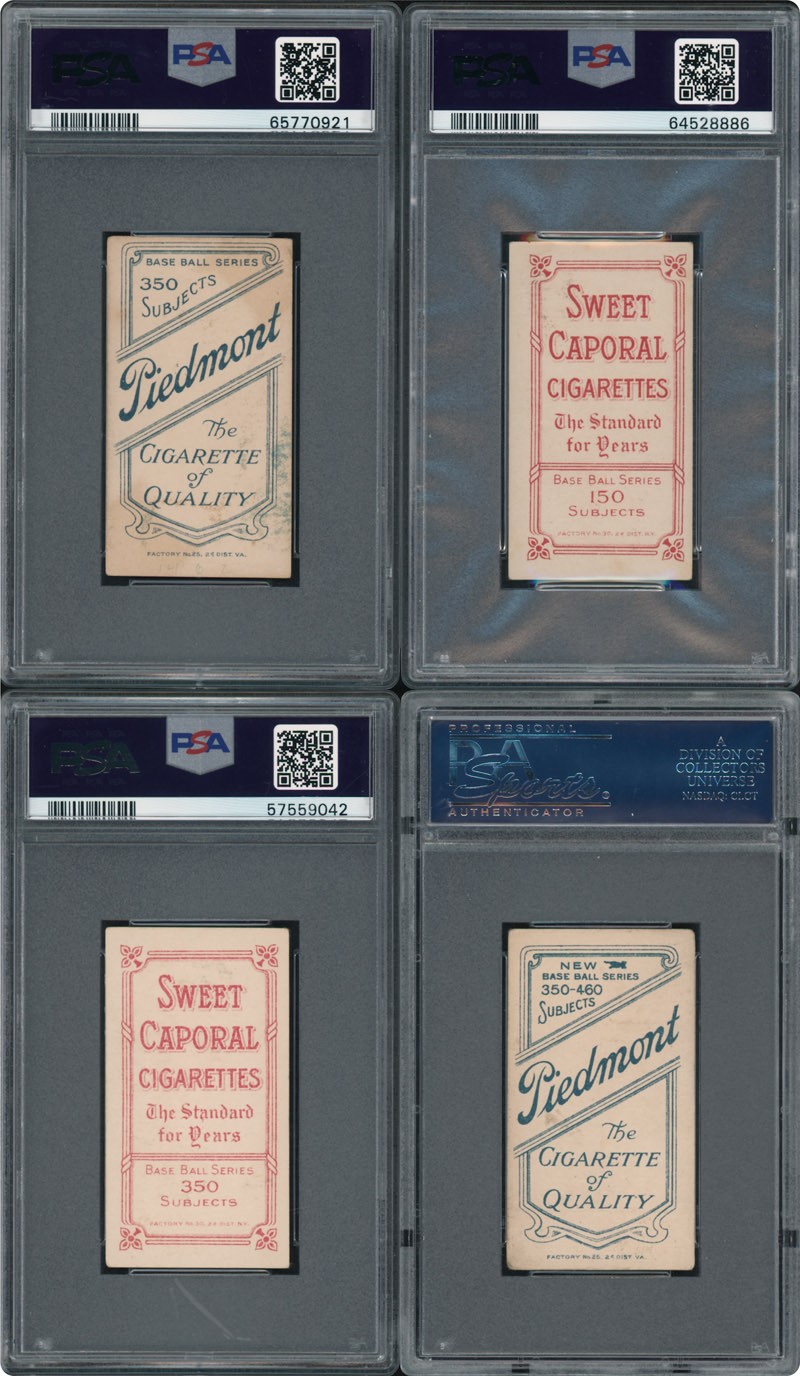 PSA
PSA
65770921
BASE BALL SERIES
350
SUBJECTS
Piedmont
The
CIGARETTE
of
QUALITY
FACTORY No. 25, 2d DIST. VA.
PSA
PSA
64528886
SWEET
CAPORAL
CIGARETTES
The Standard
for Years
BASE BALL SERIES
150
SUBJECTS
FACTORY No. 30, 2d DIST. N.Y.
PSA
PSA
57559042
SWEET
CAPORAL
CIGARETTES
The Standard
for Years
BASE BALL SERIES
350
SUBJECTS
FACTORY No. 30, 2d DIST. N.Y.
PROFESSIONAL
PSA
Sports
AUTHENTICATOR
A
DIVISION OF
COLLECTORS
UNIVERSE
NASDAQ: CLCT
NEW
BASE BALL SERIES
350-460
SUBJECTS
Piedmont
The
CIGARETTE
of
QUALITY
FACTORY No. 25, 2d DIST. VA.